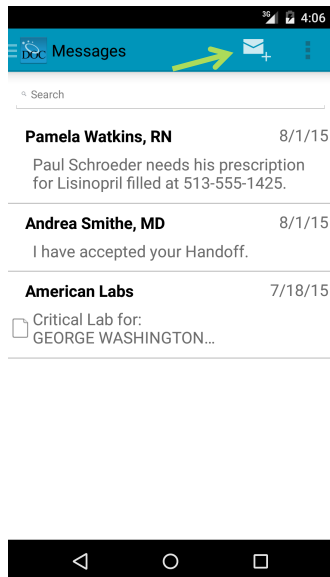 3G 4:06
DOC Messages
Search
Pamela Watkins, RN 8/1/15
Paul Schroeder needs his prescription
for Lisinopril filled at 513-555-1425.
Andrea Smithe, MD 8/1/15
I have accepted your Handoff.
American Labs 7/18/15
Critical Lab for:
GEORGE WASHINGTON...